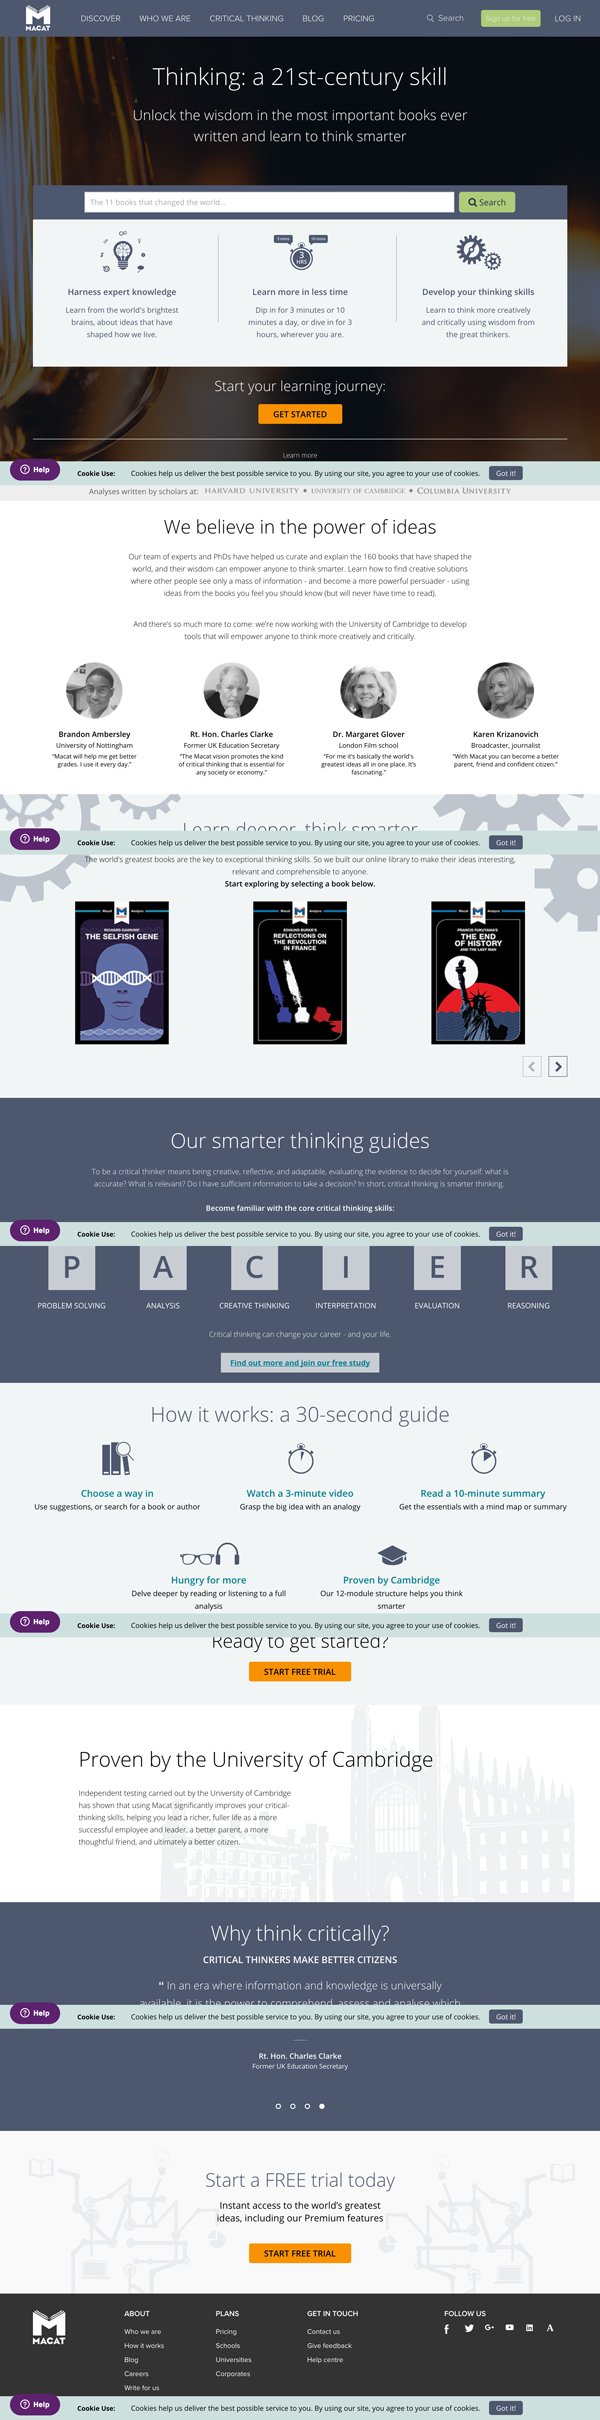 MACAT
DISCOVER WHO WE ARE CRITICAL THINKING BLOG PRICING Search Sign up for free LOG IN
Thinking: a 21st-century skill
Unlock the wisdom in the most important books ever
written and learn to think smarter
The 11 books that changed the world...
Search
3 mins 10 mins
3
HRS
Harness expert knowledge
Learn from the world's brightest
brains, about ideas that have
shaped how we live.
Learn more in less time
Dip in for 3 minutes or 10
minutes a day, or dive in for 3
hours, wherever you are.
Develop your thinking skills
Learn to think more creatively
and critically using wisdom from
the great thinkers.
Start your learning journey:
GET STARTED
Learn more
Help
Cookie Use: Cookies help us deliver the best possible service to you. By using our site, you agree to your use of cookies. Got it!
Analyses written by scholars at: HARVARD UNIVERSITY • UNIVERSITY OF CAMBRIDGE • COLUMBIA UNIVERSITY
We believe in the power of ideas
Our team of experts and PhDs have helped us curate and explain the 160 books that have shaped the
world, and their wisdom can empower anyone to think smarter. Learn how to find creative solutions
where other people see only a mass of information - and become a more powerful persuader - using
ideas from the books you feel you should know (but will never have time to read).
And there's so much more to come: we're now working with the University of Cambridge to develop
tools that will empower anyone to think more creatively and critically.
Brandon Ambersley
University of Nottingham
"Macat will help me get better
grades. I use it every day."
Rt. Hon. Charles Clarke
Former UK Education Secretary
"The Macat vision promotes the kind
of critical thinking that is essential for
any society or economy."
Dr. Margaret Glover
London Film school
"For me it's basically the world's
greatest ideas all in one place. It's
fascinating."
Karen Krizanovich
Broadcaster, journalist
"With Macat you can become a better
parent, friend and confident citizen."
Learn deeper, think smarter
Help
Cookie Use: Cookies help us deliver the best possible service to you. By using our site, you agree to your use of cookies. Got it!
The world's greatest books are the key to exceptional thinking skills. So we built our online library to make their ideas interesting,
relevant and comprehensible to anyone.
Start exploring by selecting a book below.
Macat Analysis
RICHARD DAWKINS'
THE SELFISH GENE
Macat Analysis
EDMUND BURKE'S
REFLECTIONS ON
THE REVOLUTION
IN FRANCE
Macat Analysis
FRANCIS FUKUYAMA'S
THE END
OF HISTORY
AND THE LAST MAN
Our smarter thinking guides
To be a critical thinker means being creative, reflective, and adaptable, evaluating the evidence to decide for yourself: what is
accurate? What is relevant? Do I have sufficient information to take a decision? In short, critical thinking is smarter thinking.
Become familiar with the core critical thinking skills:
Help
Cookie Use: Cookies help us deliver the best possible service to you. By using our site, you agree to your use of cookies. Got it!
P A C I E R
PROBLEM SOLVING ANALYSIS CREATIVE THINKING INTERPRETATION EVALUATION REASONING
Critical thinking can change your career - and your life.
Find out more and join our free study
How it works: a 30-second guide
Choose a way in
Use suggestions, or search for a book or author
Watch a 3-minute video
Grasp the big idea with an analogy
Read a 10-minute summary
Get the essentials with a mind map or summary
Hungry for more
Delve deeper by reading or listening to a full
analysis
Proven by Cambridge
Our 12-module structure helps you think
smarter
Help
Cookie Use: Cookies help us deliver the best possible service to you. By using our site, you agree to your use of cookies. Got it!
Ready to get started?
START FREE TRIAL
Proven by the University of Cambridge
Independent testing carried out by the University of Cambridge
has shown that using Macat significantly improves your critical-
thinking skills, helping you lead a richer, fuller life as a more
successful employee and leader, a better parent, a more
thoughtful friend, and ultimately a better citizen.
Why think critically?
CRITICAL THINKERS MAKE BETTER CITIZENS
“ In an era where information and knowledge is universally
available, it is the power to comprehend, assess and analyse which
Help
Cookie Use: Cookies help us deliver the best possible service to you. By using our site, you agree to your use of cookies. Got it!
Rt. Hon. Charles Clarke
Former UK Education Secretary
Start a FREE trial today
Instant access to the world's greatest
ideas, including our Premium features
START FREE TRIAL
MACAT
ABOUT
Who we are
How it works
Blog
Careers
Write for us
PLANS
Pricing
Schools
Universities
Corporates
GET IN TOUCH
Contact us
Give feedback
Help centre
FOLLOW US
Help
Cookie Use: Cookies help us deliver the best possible service to you. By using our site, you agree to your use of cookies. Got it!